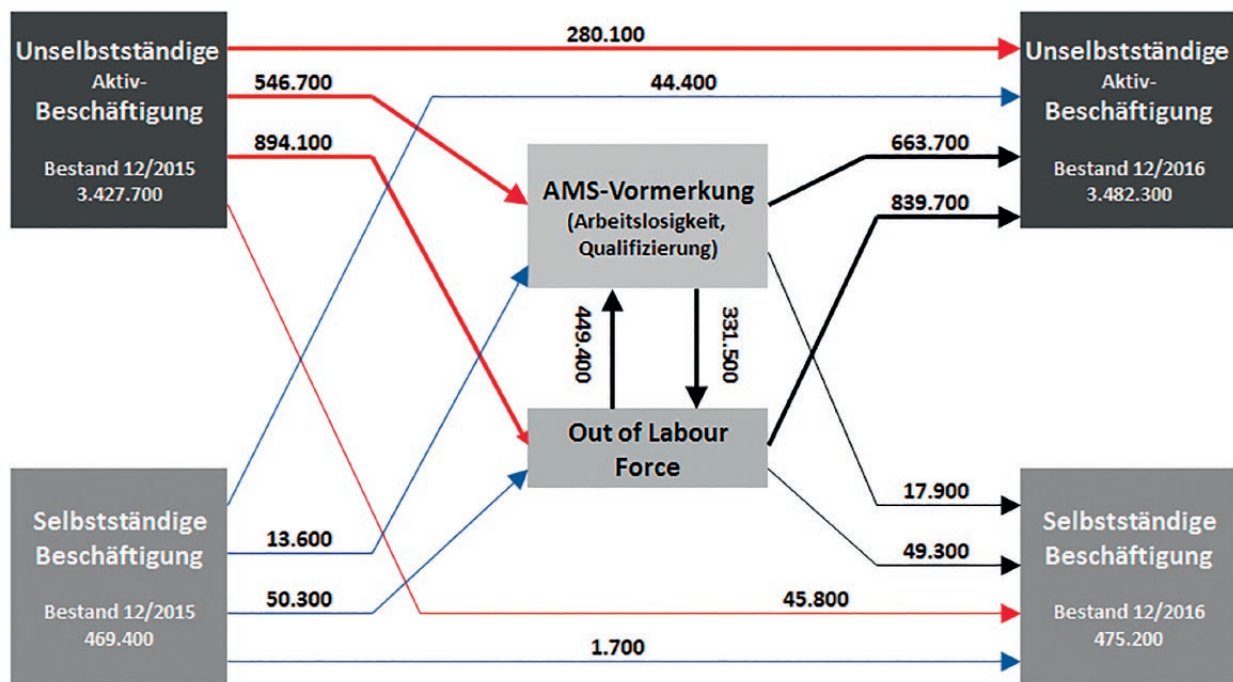 Unselbstständige
Aktiv-
Beschäftigung
Bestand 12/2015
3.427.700
280.100
546.700
44.400
894.100
Unselbstständige
Aktiv-
Beschäftigung
Bestand 12/2016
3.482.300
AMS-Vormerkung
(Arbeitslosigkeit,
Qualifizierung)
663.700
839.700
449.400
331.500
Out of Labour
Force
Selbstständige
Beschäftigung
Bestand 12/2015
469.400
13.600
50.300
17.900
49.300
45.800
1.700
Selbstständige
Beschäftigung
Bestand 12/2016
475.200